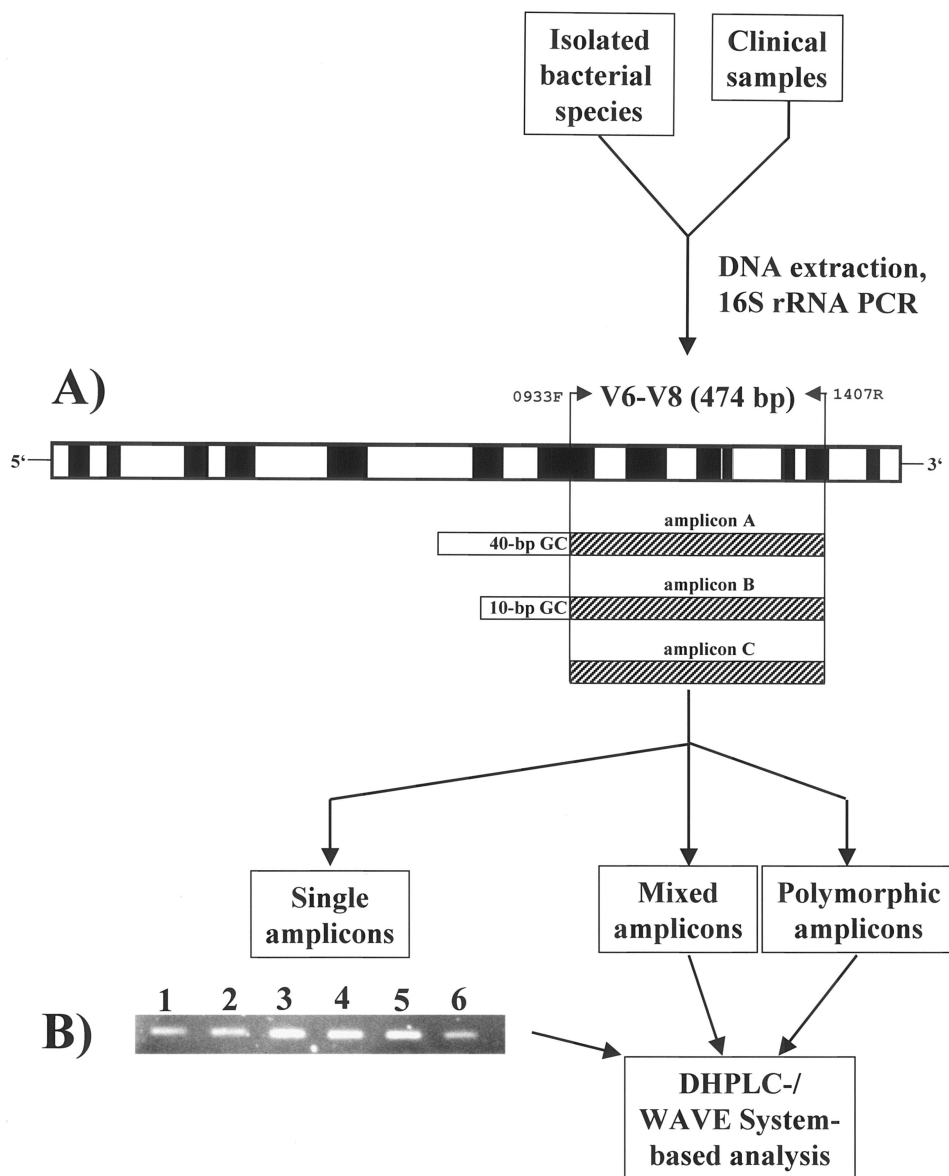 Isolated
bacterial
species
Clinical
samples
DNA extraction,
16S rRNA PCR
A)
0933F
V6-V8 (474 bp)
1407R
5‘
3‘
amplicon A
40-bp GC
amplicon B
10-bp GC
amplicon C
Single
amplicons
Mixed
amplicons
Polymorphic
amplicons
1 2 3 4 5 6
B)
DHPLC-/
WAVE System-
based analysis